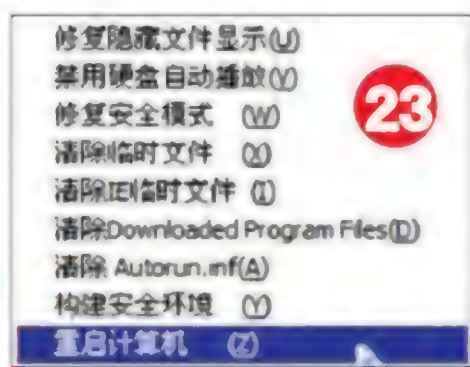 修复隐藏文件显示(U)
禁用硬盘自动播放(V)
23
修复安全模式 (W)
清除临时文件 (X)
清除IE临时文件 (I)
清除Downloaded Program Files(D)
清除 Autorun.inf(A)
构建安全环境 (Y)
重启计算机 (Z)